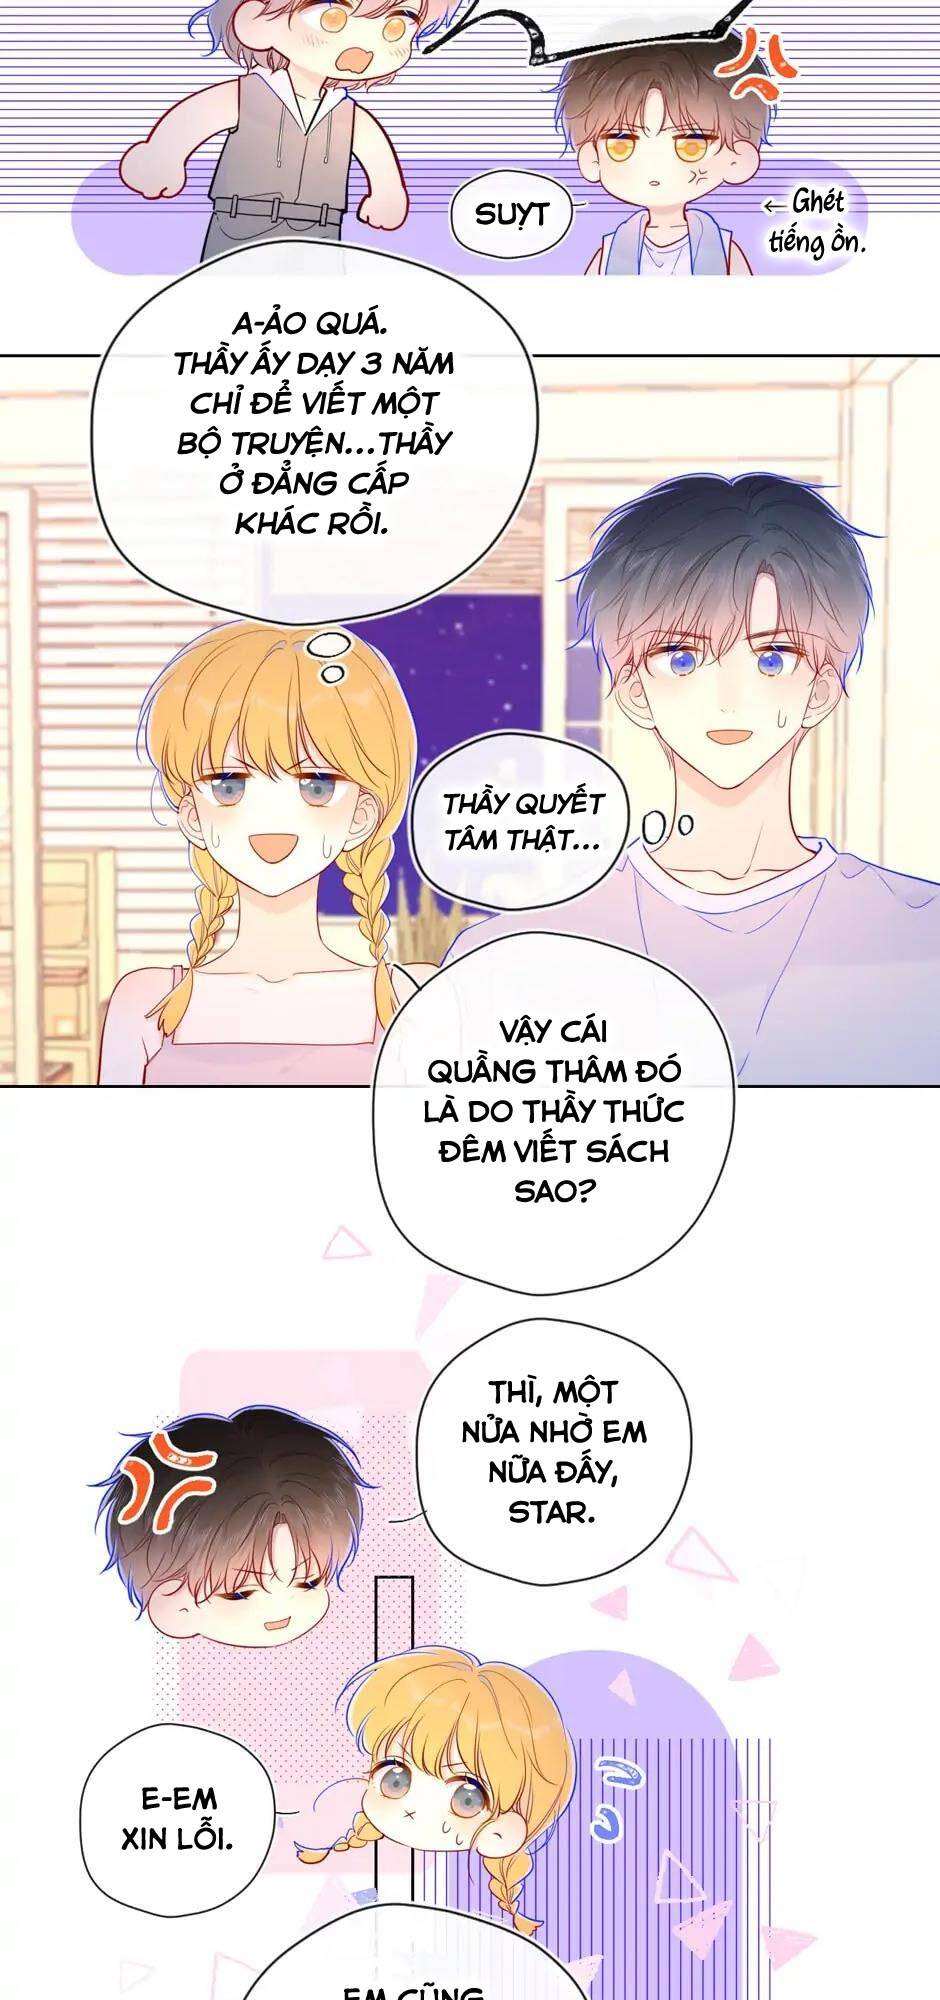 SUỴT
← Ghét
tiếng ồn.
A-ẢO QUÁ.
THẦY ẤY DẠY 3 NĂM
CHỈ ĐỂ VIẾT MỘT
BỘ TRUYỆN...THẦY
Ở ĐẲNG CẤP
KHÁC RỒI.
THẦY QUYẾT
TÂM THẬT...
VẬY CÁI
QUẦNG THÂM ĐÓ
LÀ DO THẦY THỨC
ĐÊM VIẾT SÁCH
SAO?
THÌ, MỘT
NỬA NHỜ EM
NỮA ĐẤY,
STAR.
E-EM
XIN LỖI.
EM CŨNG